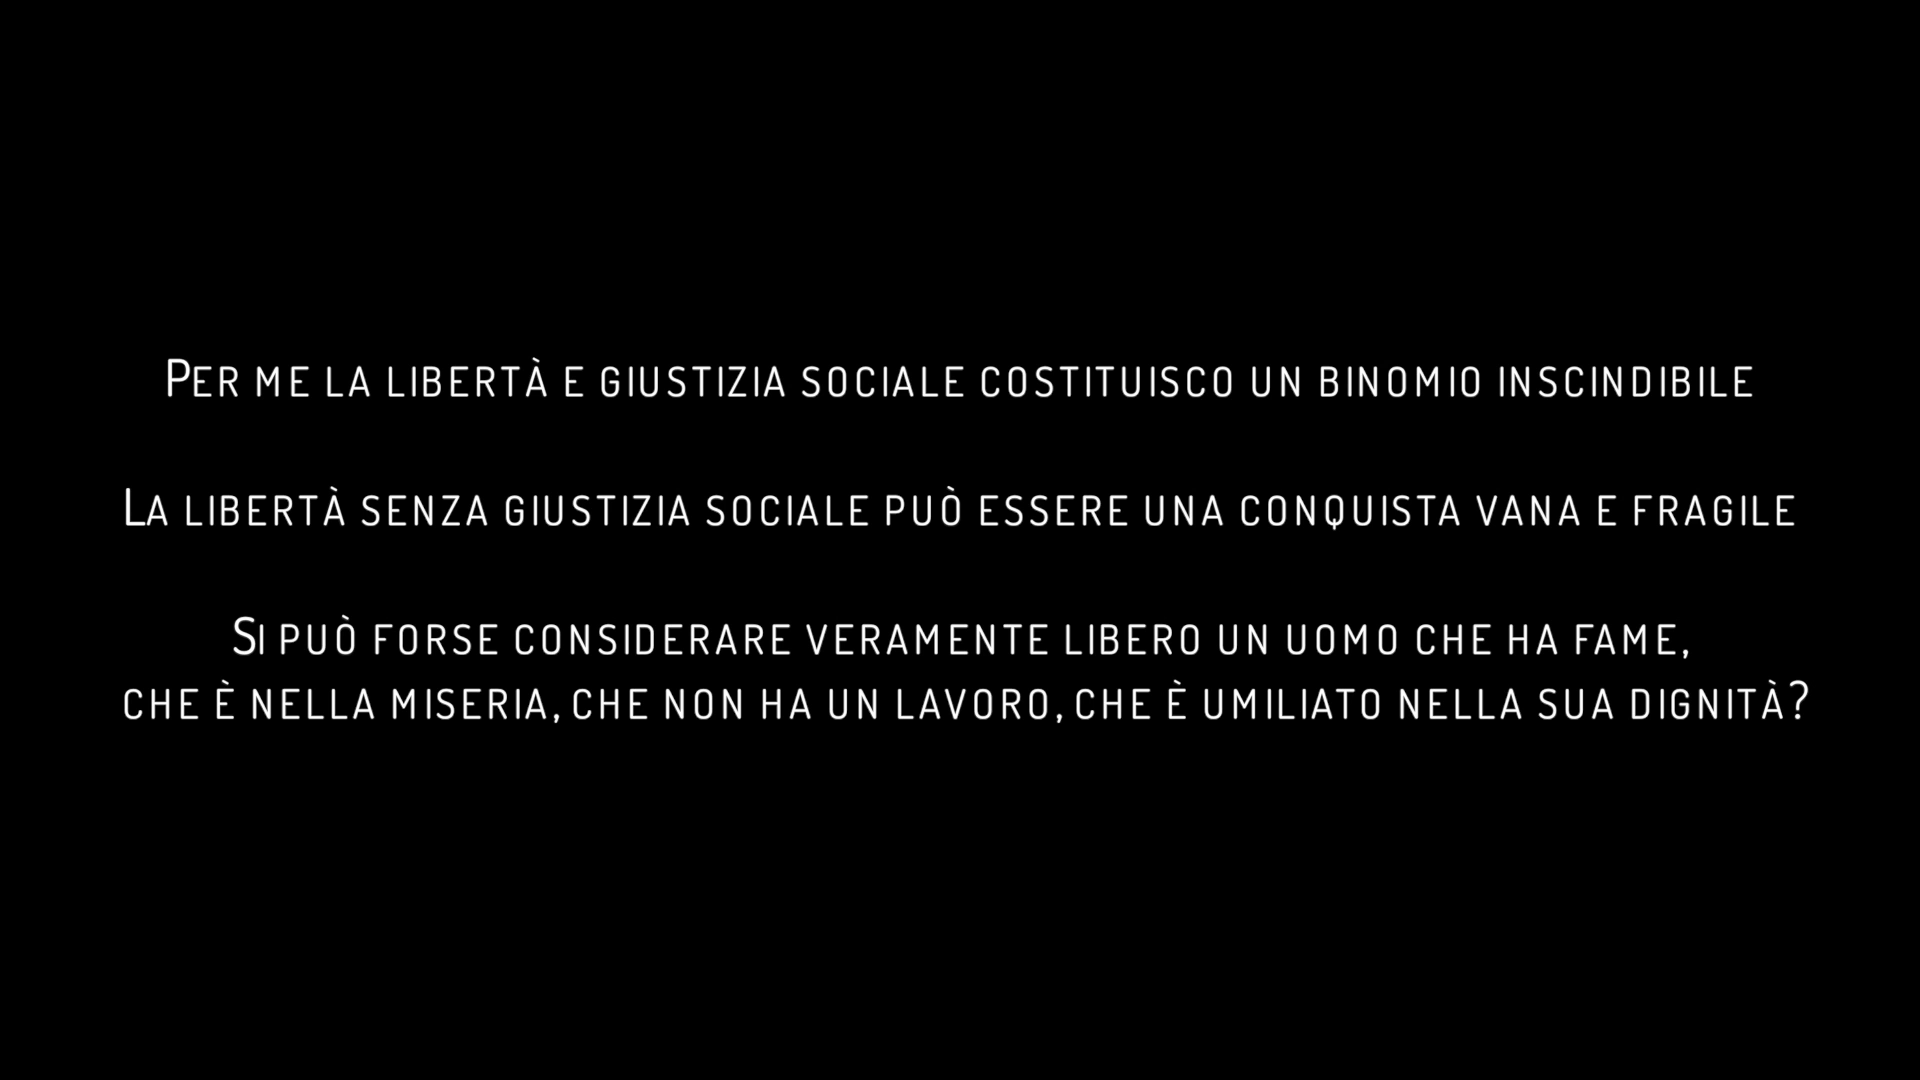 Per me la libertà e giustizia sociale costituisco un binomio inscindibile
La libertà senza giustizia sociale può essere una conquista vana e fragile
Si può forse considerare veramente libero un uomo che ha fame,
che è nella miseria, che non ha un lavoro, che è umiliato nella sua dignità?